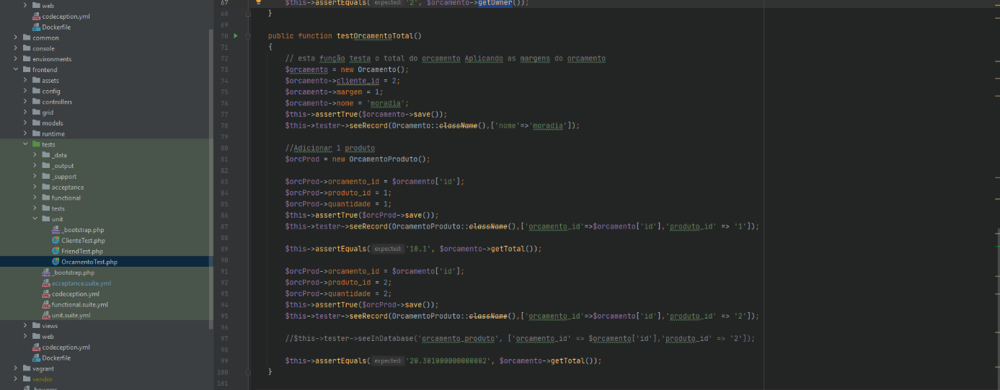 web
codeception.yml
Dockerfile
common
console
environments
frontend
assets
config
controllers
grid
models
runtime
tests
_data
_output
_support
acceptance
functional
tests
unit
_bootstrap.php
ClienteTest.php
FriendTest.php
OrcamentoTest.php
_bootstrap.php
acceptance.suite.yml
codeception.yml
functional.suite.yml
unit.suite.yml
views
web
codeception.yml
Dockerfile
vagrant
vendor
67 $this->assertEquals( expected: '2', $orcamento->getOwner());
68 }
69
70 public function testOrcamentoTotal()
71 {
72 // esta função testa o total do orcamento Aplicando as margens do orcamento
73 $orcamento = new Orcamento();
74 $orcamento->cliente_id = 2;
75 $orcamento->margem = 1;
76 $orcamento->nome = 'moradia';
77 $this->assertTrue($orcamento->save());
78 $this->tester->seeRecord(Orcamento::className(),['nome'=>'moradia']);
79
80 //Adicionar 1 produto
81 $orcProd = new OrcamentoProduto();
82
83 $orcProd->orcamento_id = $orcamento['id'];
84 $orcProd->produto_id = 1;
85 $orcProd->quantidade = 1;
86 $this->assertTrue($orcProd->save());
87 $this->tester->seeRecord(OrcamentoProduto::className(),['orcamento_id'=>$orcamento['id'],'produto_id' => '1']);
88
89 $this->assertEquals( expected: '10.1', $orcamento->getTotal());
90
91 $orcProd->orcamento_id = $orcamento['id'];
92 $orcProd->produto_id = 2;
93 $orcProd->quantidade = 2;
94 $this->assertTrue($orcProd->save());
95 $this->tester->seeRecord(OrcamentoProduto::className(),['orcamento_id'=>$orcamento['id'],'produto_id' => '2']);
96
97 //$this->tester->seeInDatabase('orcamento_produto', ['orcamento_id' => $orcamento['id'],'produto_id' => '2']);
98
99 $this->assertEquals( expected: '20.301000000000002', $orcamento->getTotal());
100 }
101